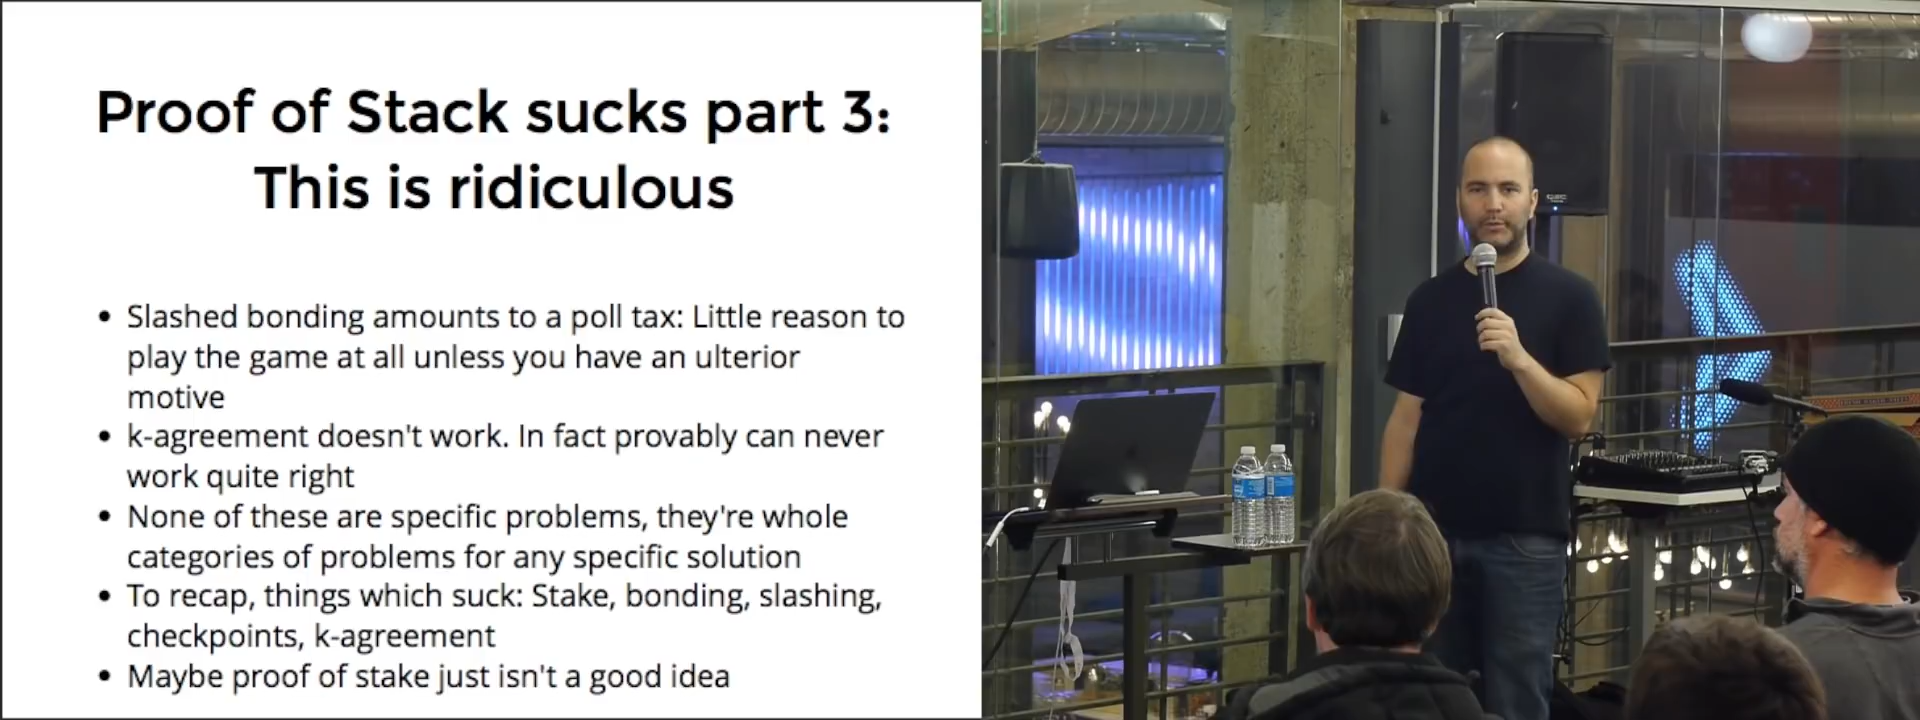 Proof of Stack sucks part 3:
This is ridiculous
Slashed bonding amounts to a poll tax: Little reason to
play the game at all unless you have an ulterior
motive
k-agreement doesn't work. In fact provably can never
work quite right
None of these are specific problems, they're whole
categories of problems for any specific solution
To recap, things which suck: Stake, bonding, slashing,
checkpoints, k-agreement
Maybe proof of stake just isn't a good idea